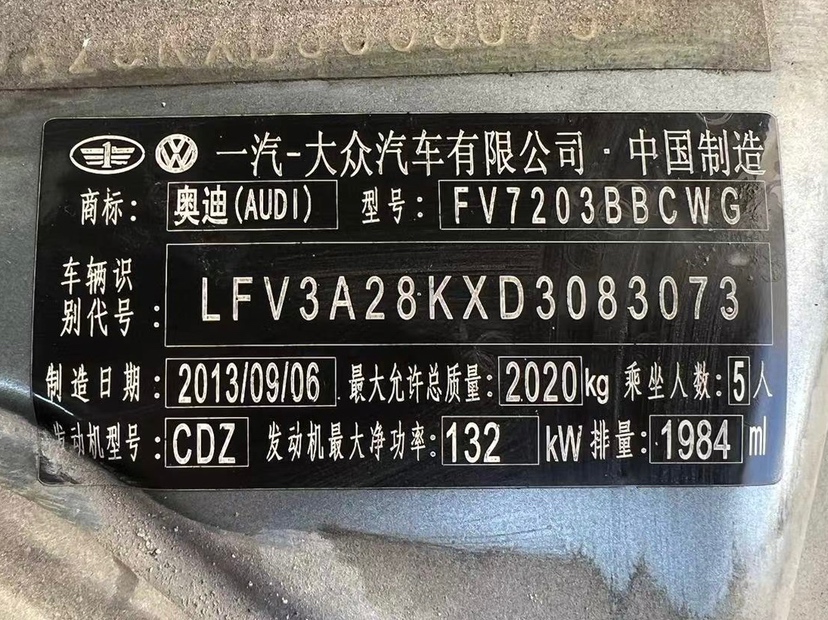 一汽-大众汽车有限公司·中国制造
商标: 奥迪(AUDI) 型号: FV7203BBCWG
车辆识别代号: LFV3A28KXD3083073
制造日期: 2013/09/06 最大允许总质量: 2020kg 乘坐人数: 5人
发动机型号: CDZ 发动机最大净功率: 132 kW 排量: 1984 ml